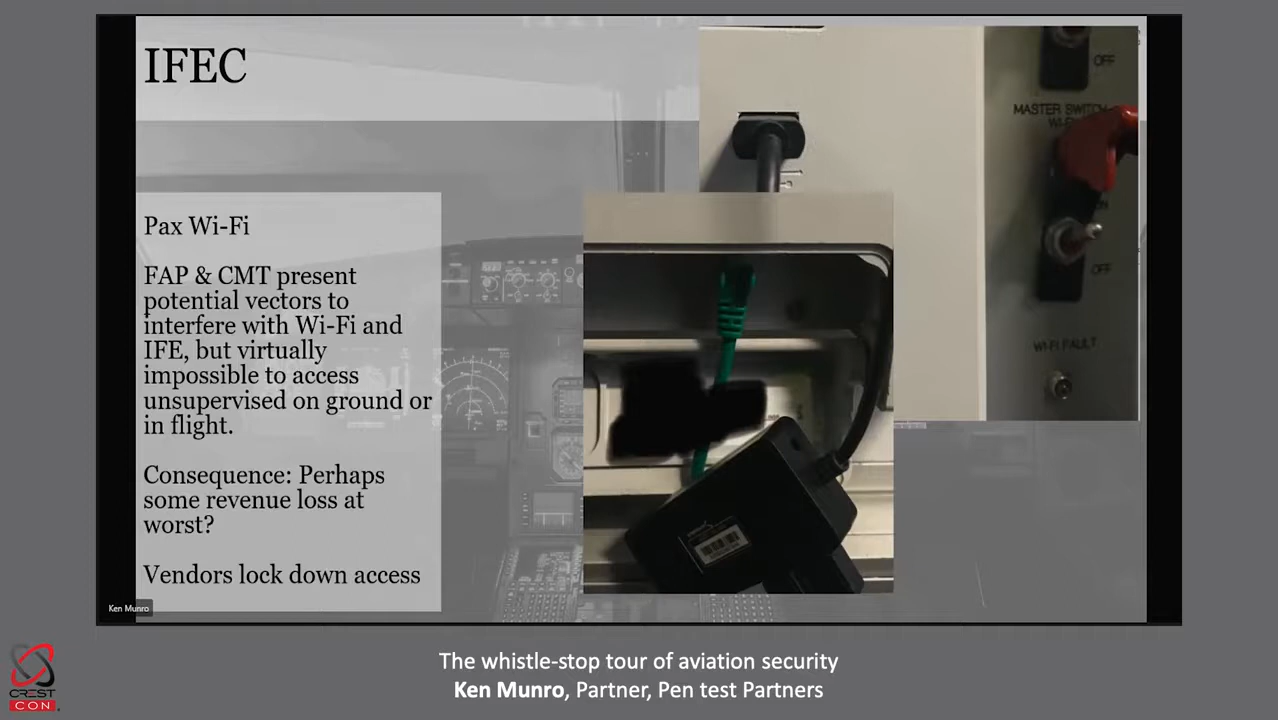 IFEC
OFF
MASTER SWITCH
WI-FI
OFF
WI-FI FAULT
Pax Wi-Fi
FAP & CMT present
potential vectors to
interfere with Wi-Fi and
IFE, but virtually
impossible to access
unsupervised on ground or
in flight.
Consequence: Perhaps
some revenue loss at
worst?
Vendors lock down access
Ken Munro
The whistle-stop tour of aviation security
Ken Munro, Partner, Pen test Partners
CREST
CON